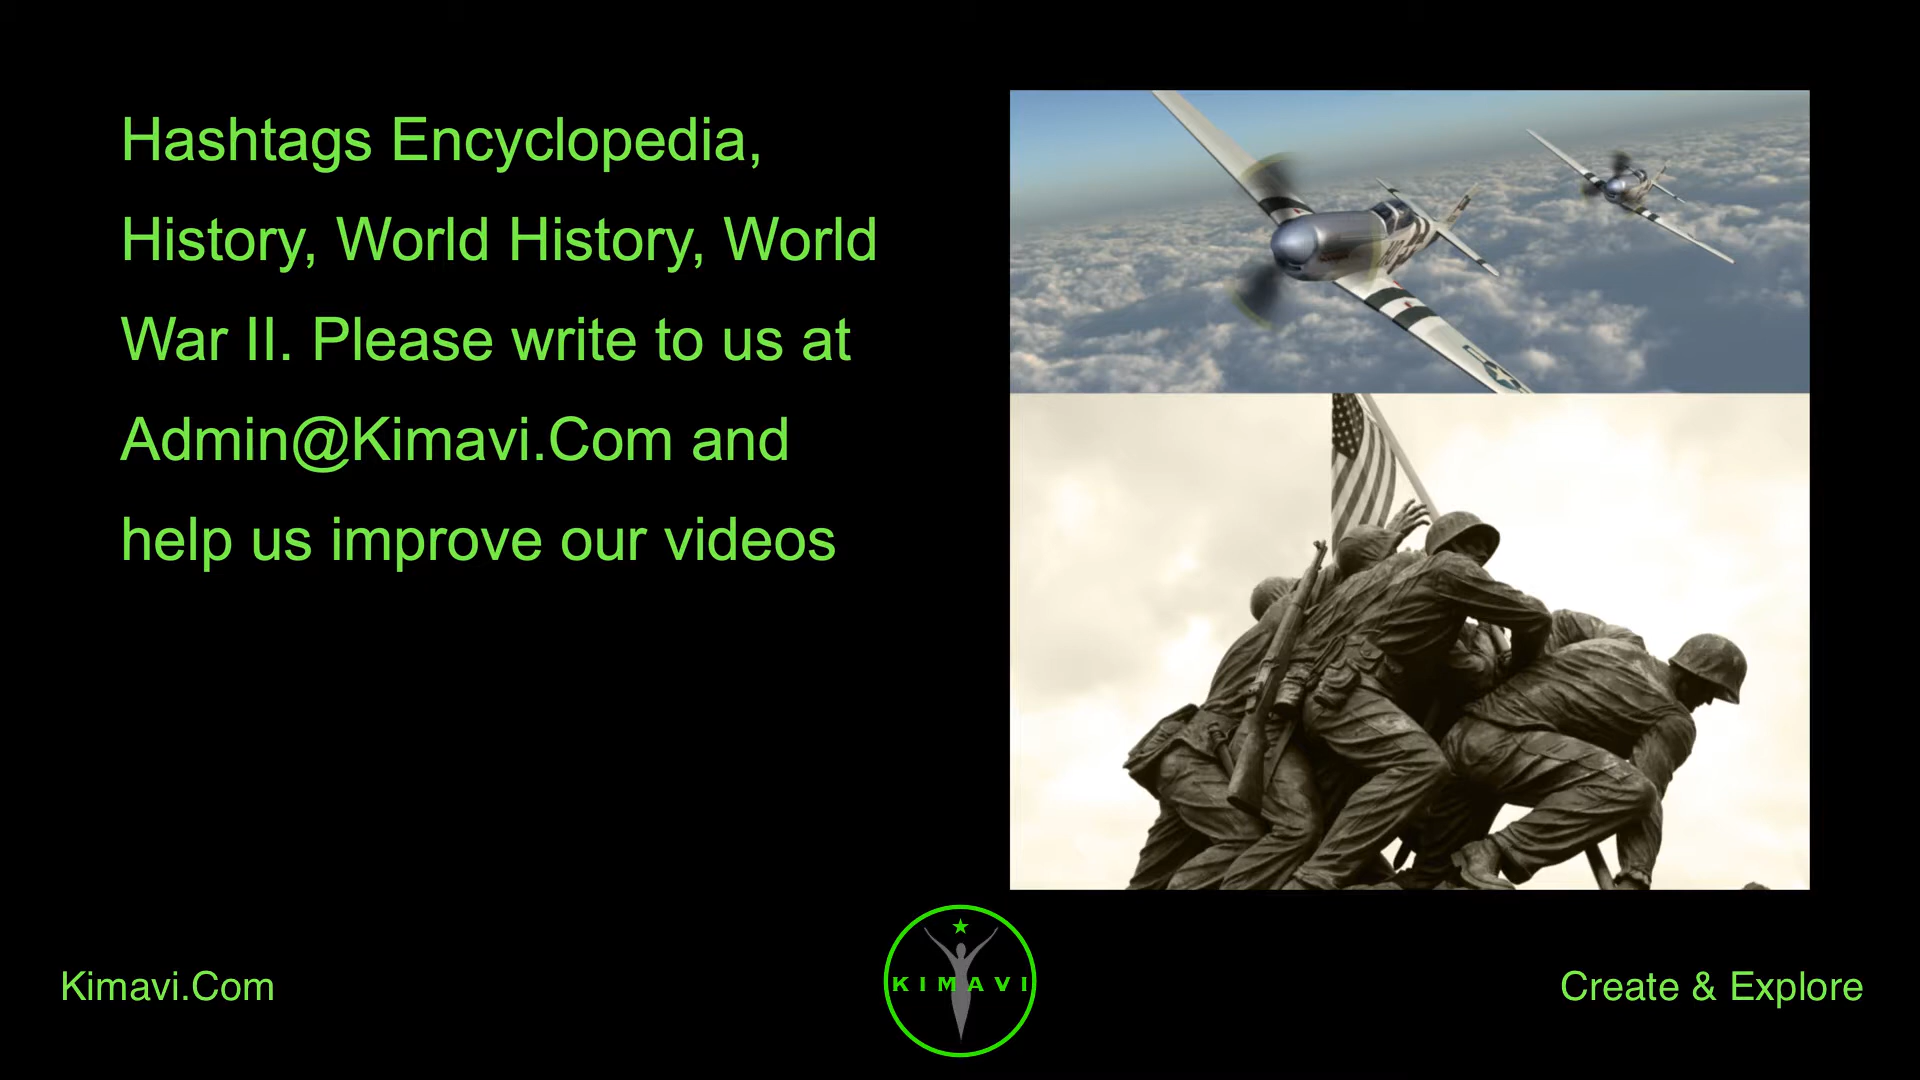 Hashtags Encyclopedia,
History, World History, World
War II. Please write to us at
Admin@Kimavi.Com and
help us improve our videos
Kimavi.Com
KIMAVI
Create & Explore